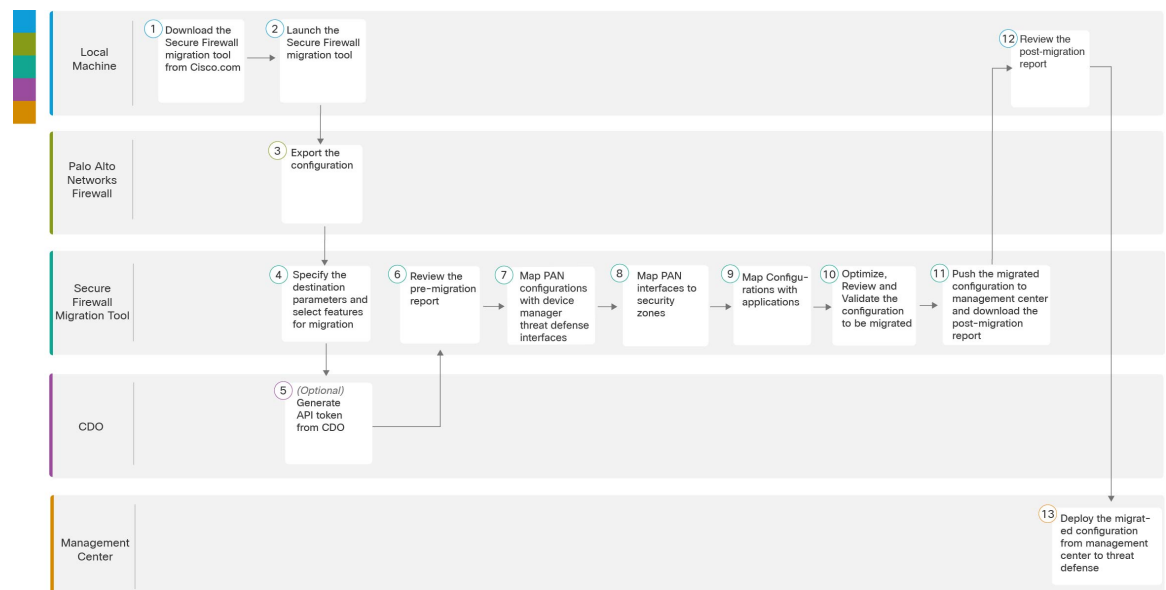 Local
Machine
1
Download the
Secure Firewall
migration tool
from Cisco.com
2
Launch the
Secure Firewall
migration tool
12
Review the
post-migration
report
Palo Alto
Networks
Firewall
3
Export the
configuration
Secure
Firewall
Migration Tool
4
Specify the
destination
parameters and
select features
for migration
6
Review the
pre-migration
report
7
Map PAN
configurations
with device
manager
threat defense
interfaces
8
Map PAN
interfaces to
security
zones
9
Map Configu-
rations with
applications
10
Optimize,
Review and
Validate the
configuration
to be migrated
11
Push the migrated
configuration to
management center
and download the
post-migration
report
CDO
5
(Optional)
Generate
API token
from CDO
Management
Center
13
Deploy the migrat-
ed configuration
from management
center to threat
defense